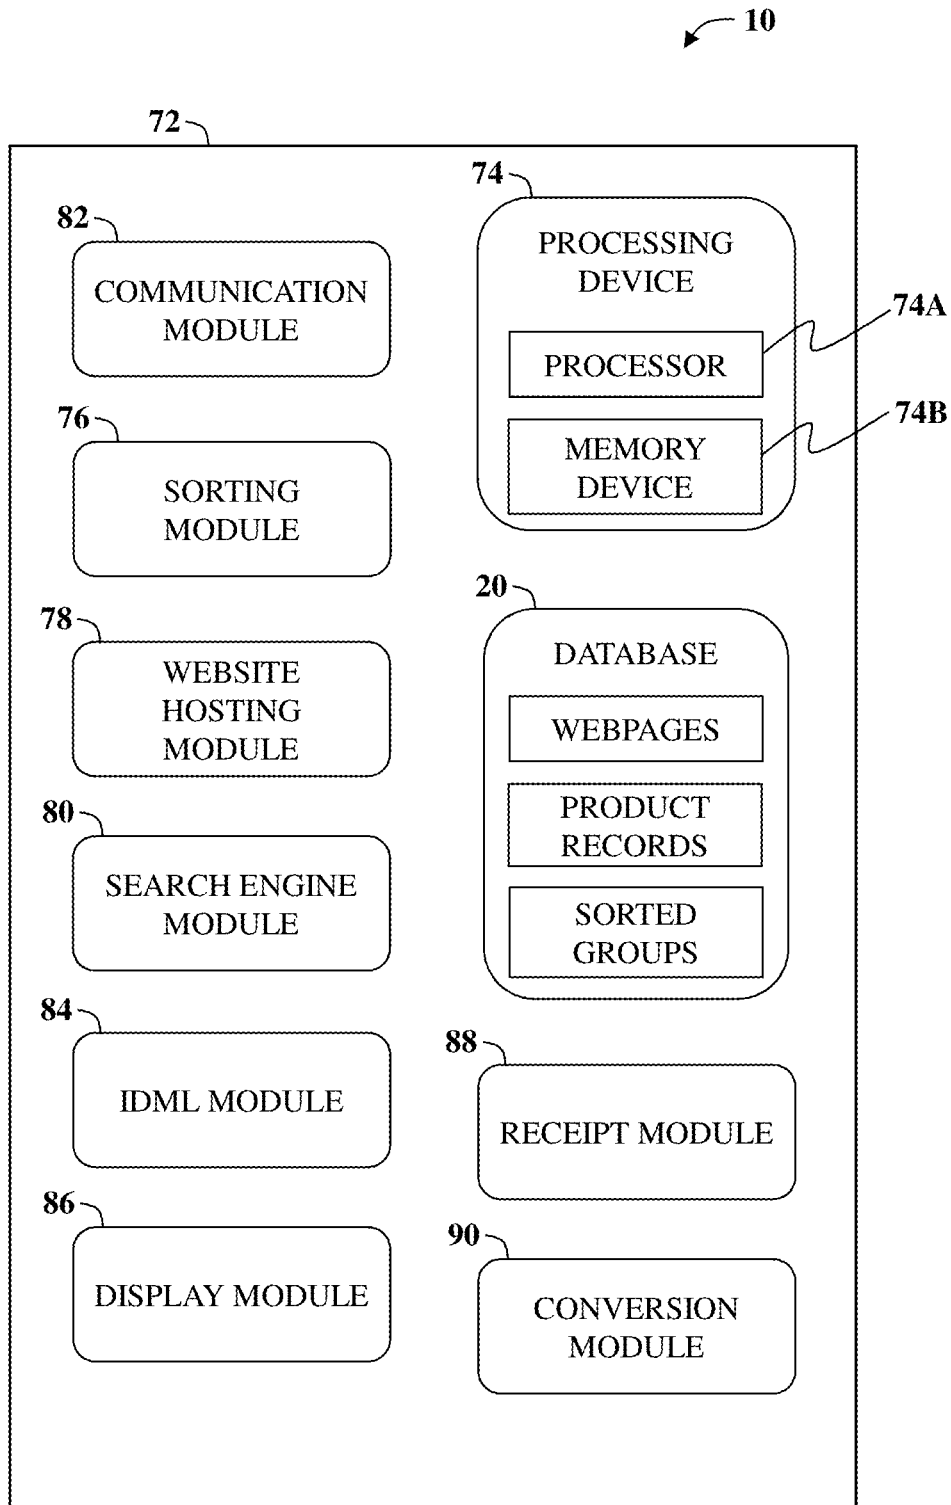 10
72
82
COMMUNICATION
MODULE
76
SORTING
MODULE
78
WEBSITE
HOSTING
MODULE
80
SEARCH ENGINE
MODULE
84
IDML MODULE
86
DISPLAY MODULE
74
PROCESSING
DEVICE
74A
PROCESSOR
74B
MEMORY
DEVICE
20
DATABASE
WEBPAGES
PRODUCT
RECORDS
SORTED
GROUPS
88
RECEIPT MODULE
90
CONVERSION
MODULE